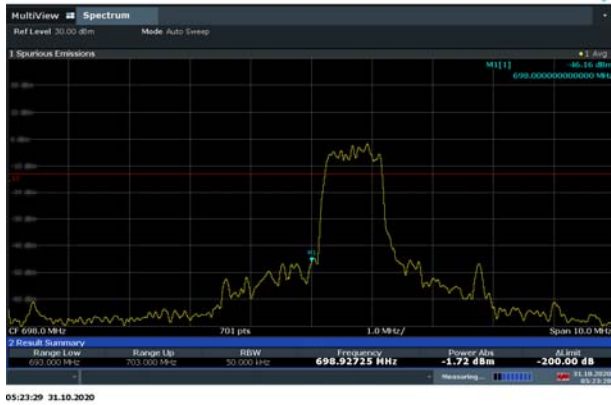 MultiView Spectrum
Ref Level 30.00 dBm Mode Auto Sweep
1 Spurious Emissions 1 Avg
M1[1] -46.16 dBm
698.000000000000 MHz
M1
CF 698.0 MHz 701 pts 1.0 MHz/ Span 10.0 MHz
2 Result Summary
Range Low Range Up RBW Frequency Power Abs ΔLimit
693.000 MHz 703.000 MHz 50.000 kHz 698.92725 MHz -1.72 dBm -200.00 dB
Measuring... 31.10.2020
05:23:28
05:23:29 31.10.2020